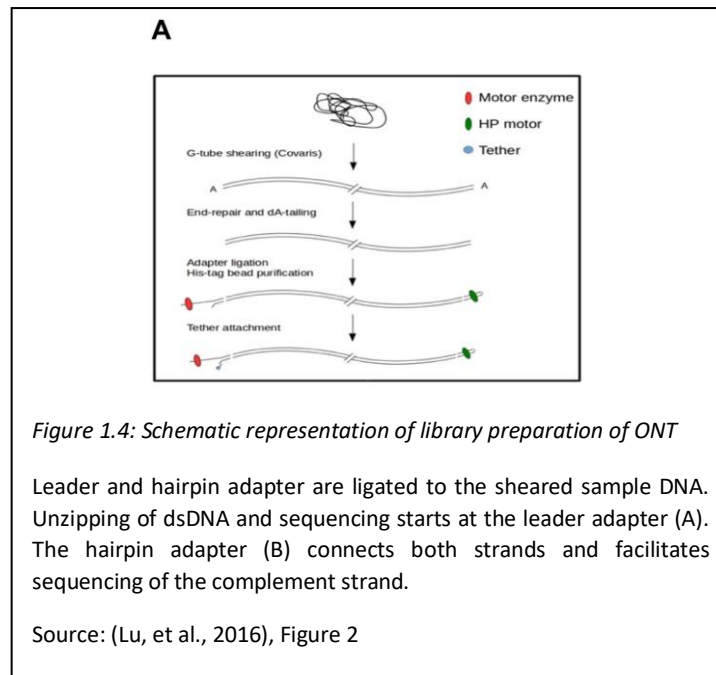 A
Motor enzyme
HP motor
Tether
G-tube shearing (Covaris)
A
A
End-repair and dA-tailing
Adapter ligation
His-tag bead purification
Tether attachment
Figure 1.4: Schematic representation of library preparation of ONT
Leader and hairpin adapter are ligated to the sheared sample DNA.
Unzipping of dsDNA and sequencing starts at the leader adapter (A).
The hairpin adapter (B) connects both strands and facilitates
sequencing of the complement strand.
Source: (Lu, et al., 2016), Figure 2